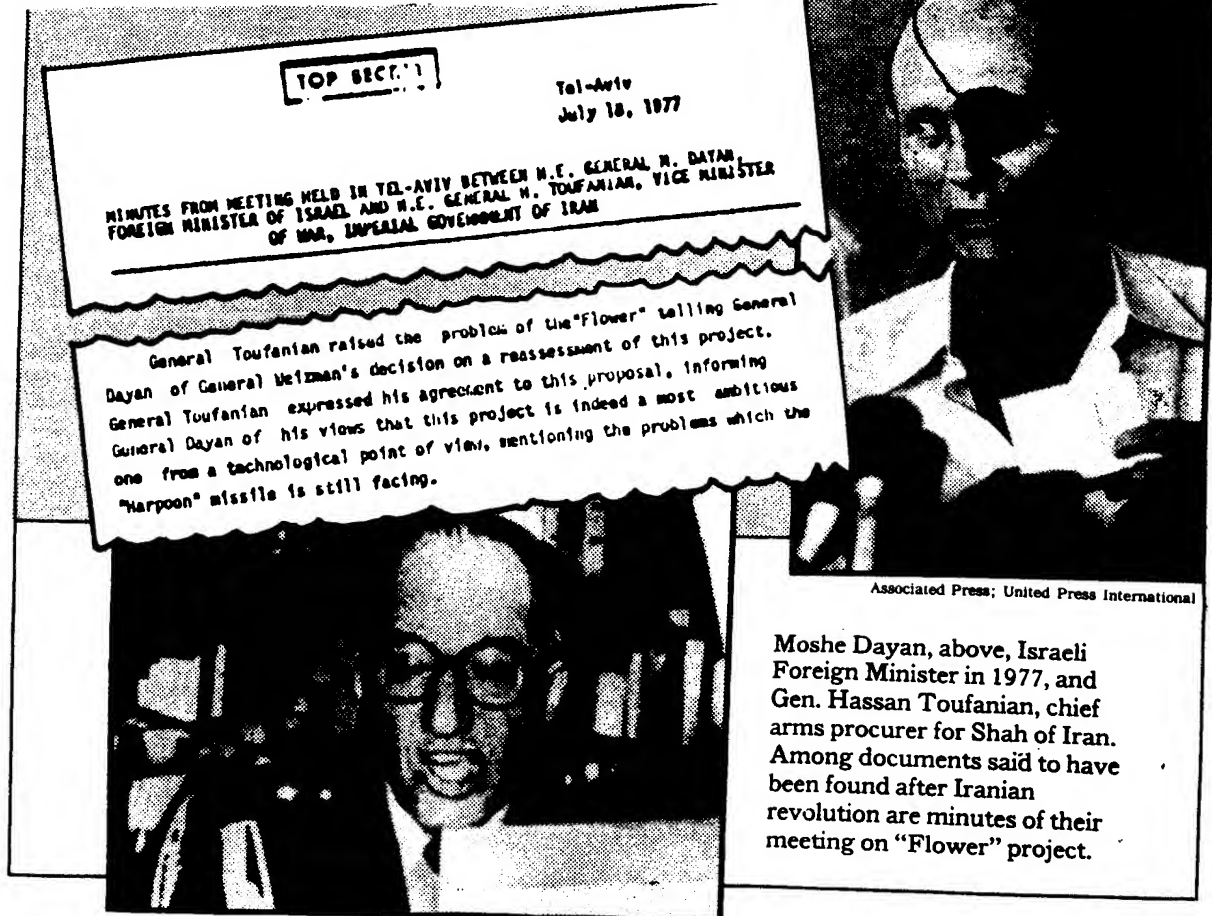 TOP
Tel-Aviv
July 18, 1977
MINUTES FROM MEETING HELD IN TEL-AVIV BETWEEN H.E. GENERAL M. DAYAN,
FOREIGN MINISTER OF ISRAEL AND H.E. GENERAL H. TOUFANIAN, VICE MINISTER
OF WAR, IMPERIAL GOVERNMENT OF IRAN
General Toufanian raised the problem of the "Flower" telling General
Dayan of General Weizman's decision on a reassessment of this project.
General Toufanian expressed his agreement to this proposal, informing
General Dayan of his views that this project is indeed a most ambitious
one from a technological point of view, mentioning the problems which the
"Harpoon" missile is still facing.
Associated Press; United Press International
Moshe Dayan, above, Israeli
Foreign Minister in 1977, and
Gen. Hassan Toufanian, chief
arms procurer for Shah of Iran.
Among documents said to have
been found after Iranian
revolution are minutes of their
meeting on “Flower” project.